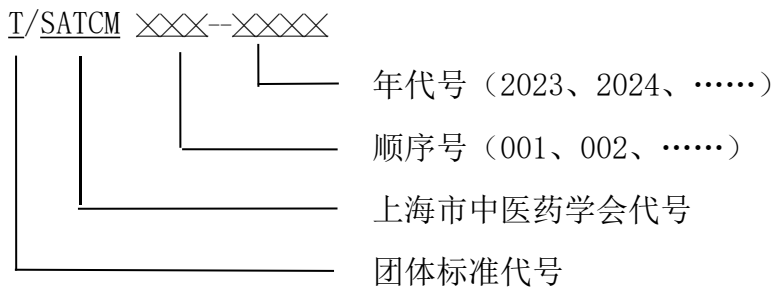 T/SATCM ×××--××××
年代号（2023、2024、……）
顺序号（001、002、……）
上海市中医药学会代号
团体标准代号